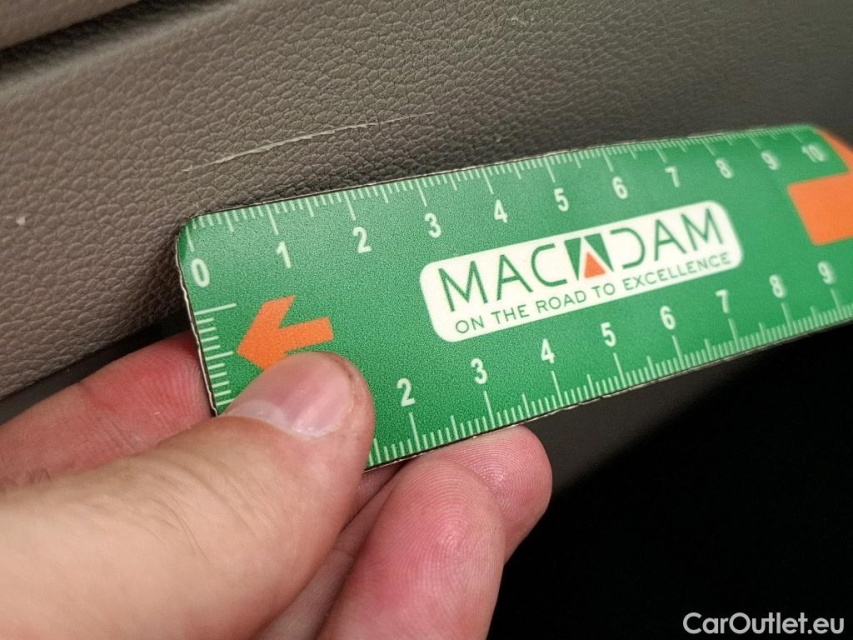 0 1 2 3 4 5 6 7 8 9 10
MACADAM
ON THE ROAD TO EXCELLENCE
2 3 4 5 6 7 8 9
CarOutlet.eu